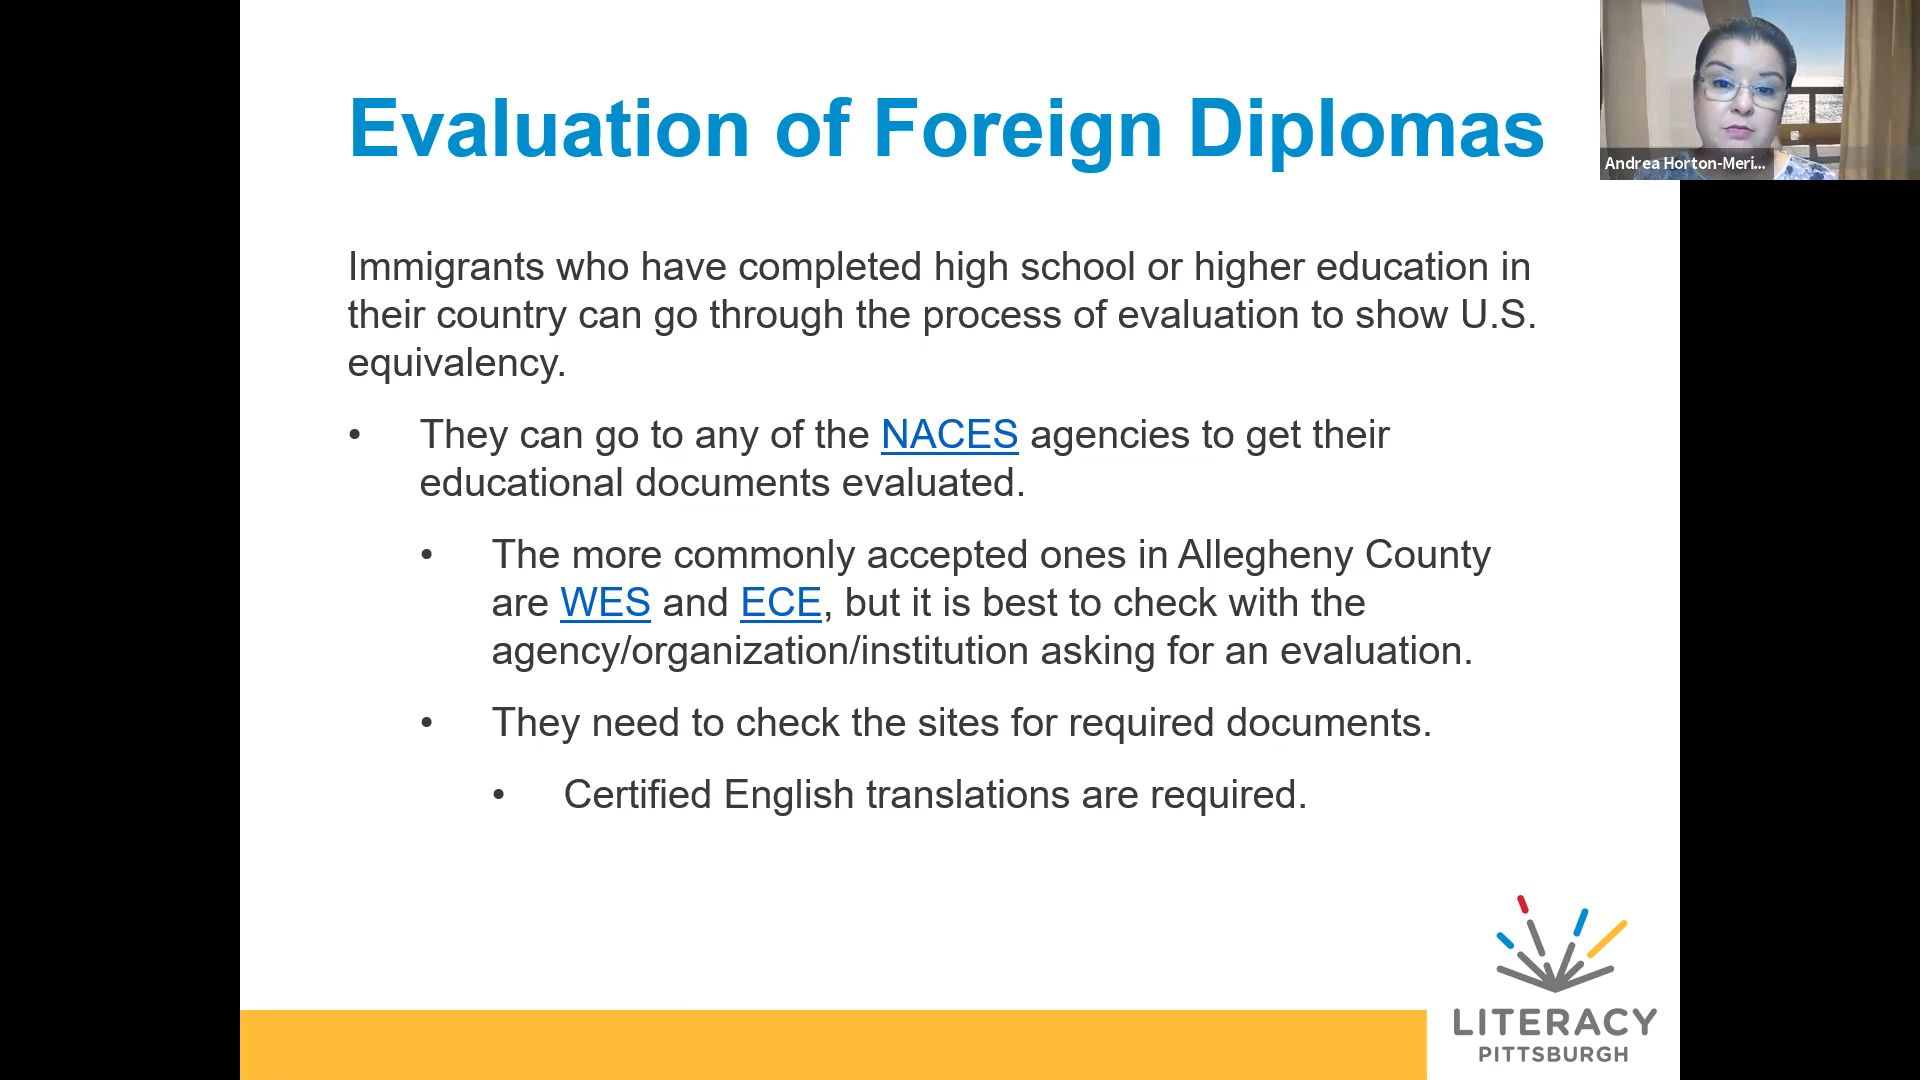 Evaluation of Foreign Diplomas
Andrea Horton-Meri...
Immigrants who have completed high school or higher education in
their country can go through the process of evaluation to show U.S.
equivalency.
• They can go to any of the NACES agencies to get their
educational documents evaluated.
• The more commonly accepted ones in Allegheny County
are WES and ECE, but it is best to check with the
agency/organization/institution asking for an evaluation.
• They need to check the sites for required documents.
• Certified English translations are required.
LITERACY
PITTSBURGH